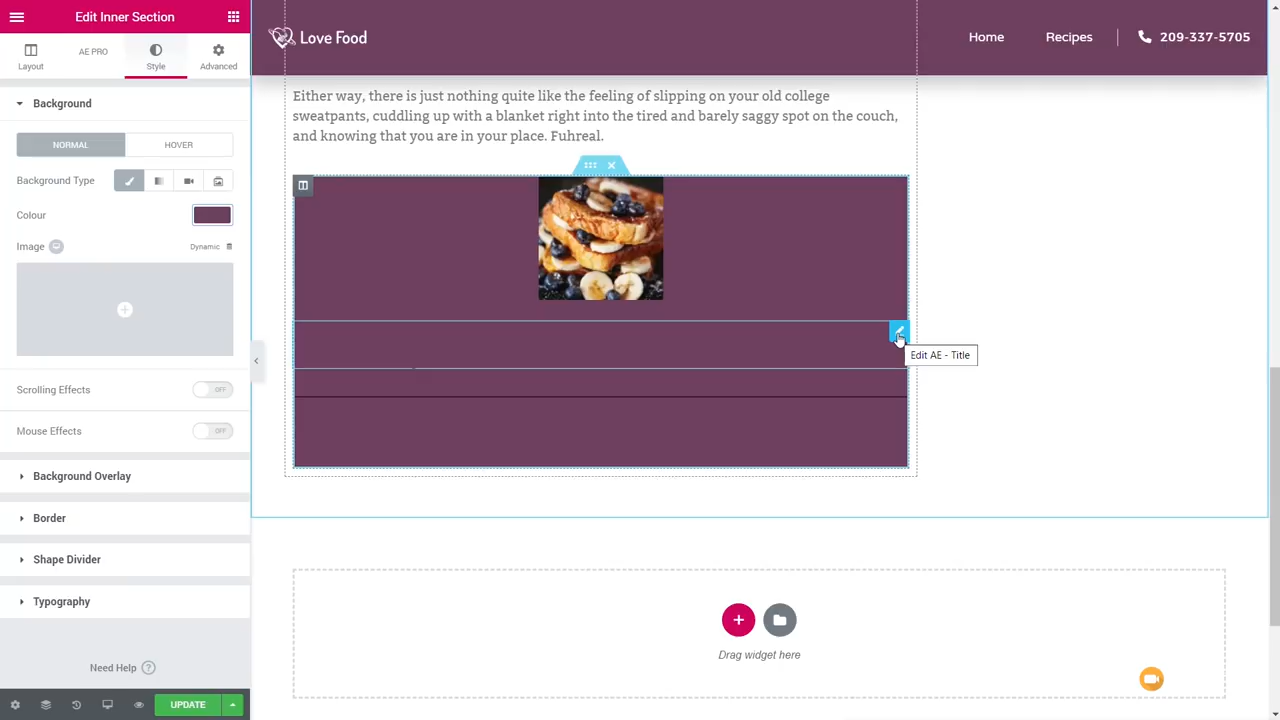 Edit Inner Section
Layout
AE PRO
Style
Advanced
Background
NORMAL
HOVER
Background Type
Colour
Image
Dynamic
Scrolling Effects
OFF
Mouse Effects
OFF
Background Overlay
Border
Shape Divider
Typography
Need Help
UPDATE
Love Food
Home
Recipes
209-337-5705
Either way, there is just nothing quite like the feeling of slipping on your old college
sweatpants, cuddling up with a blanket right into the tired and barely saggy spot on the couch,
and knowing that you are in your place. Fuhreal.
Edit AE - Title
Drag widget here